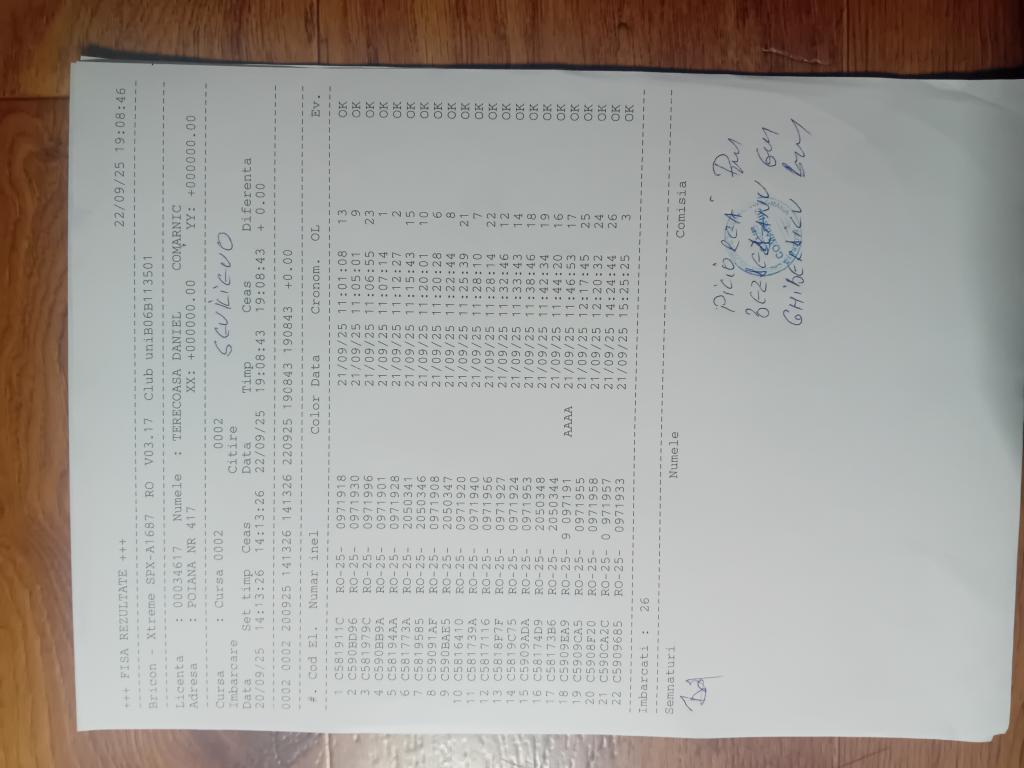 +++ FISA REZULTATE +++ 22/09/25 19:08:46
Bricon - Xtreme SPX-A1687 RO V03.17 Club uniB06B113501
Licenta : 00034617 Numele : TERECOASA DANIEL COMARNIC
Adresa : POIANA NR 417 XX: +000000.00 YY: +000000.00
Cursa : Cursa 0002 0002 SCULIENO
Imbarcare Citire
Data Set timp Ceas Data Timp Ceas Diferenta
20/09/25 14:13:26 14:13:26 22/09/25 19:08:43 19:08:43 + 0.00
0002 0002 200925 141326 141326 220925 190843 190843 +0.00
#. Cod El. Numar inel Color Data Cronom. OL Ev.
1 C581911C RO-25- 0971918 21/09/25 11:01:08 13 OK
2 C590BD96 RO-25- 0971930 21/09/25 11:05:01 9 OK
3 C581979C RO-25- 0971996 21/09/25 11:06:55 23 OK
4 C590BB9A RO-25- 0971901 21/09/25 11:07:14 1 OK
5 C58194AA RO-25- 0971928 21/09/25 11:12:27 2 OK
6 C581773A RO-25- 2050341 21/09/25 11:15:43 15 OK
7 C5819585 RO-25- 2050346 21/09/25 11:20:01 10 OK
8 C59091AF RO-25- 0971908 21/09/25 11:20:28 6 OK
9 C590BAE5 RO-25- 2050347 21/09/25 11:22:44 8 OK
10 C5816410 RO-25- 0971920 21/09/25 11:25:39 21 OK
11 C581739A RO-25- 0971940 21/09/25 11:28:10 7 OK
12 C5817116 RO-25- 0971956 21/09/25 11:28:14 22 OK
13 C5818F7F RO-25- 0971927 21/09/25 11:32:46 12 OK
14 C5819C75 RO-25- 0971924 21/09/25 11:33:43 14 OK
15 C5909ADA RO-25- 0971953 21/09/25 11:38:46 18 OK
16 C58174D9 RO-25- 2050348 21/09/25 11:42:34 19 OK
17 C58173B6 RO-25- 2050344 21/09/25 11:44:20 16 OK
18 C5909EA9 RO-25- 9 097191 AAAA 21/09/25 11:46:53 17 OK
19 C5909CA5 RO-25- 0971955 21/09/25 12:17:45 25 OK
20 C5908F20 RO-25- 0971958 21/09/25 12:20:32 24 OK
21 C590CA2C RO-25- 0 971957 21/09/25 14:24:44 26 OK
22 C5909685 RO-25- 0971933 21/09/25 15:25:25 3 OK
Imbarcati : 26
Semnaturi Numele Comisia
PICIOREA
GHIBERDICU